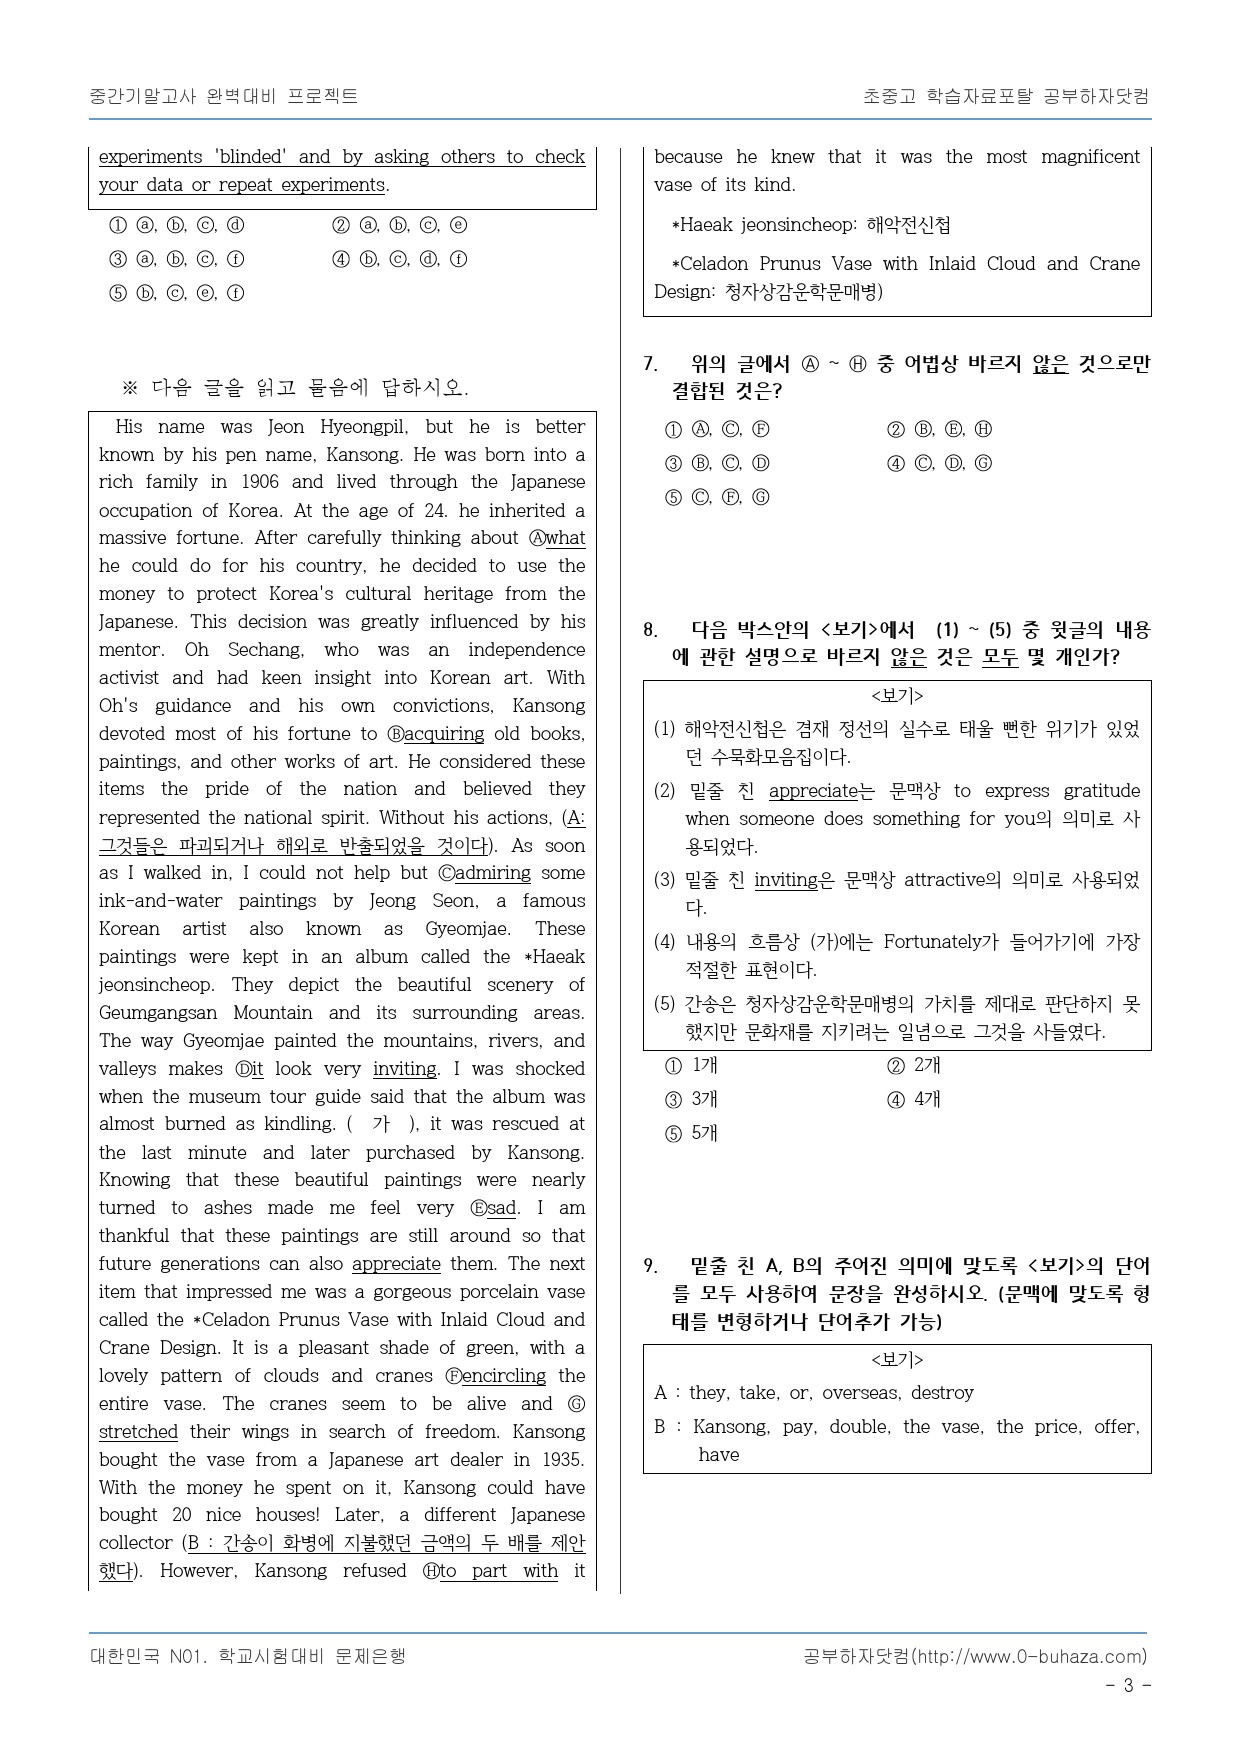 중간기말고사 완벽대비 프로젝트
초중고 학습자료포탈 공부하자닷컴
experiments 'blinded' and by asking others to check
your data or repeat experiments.
① ⓐ, ⓑ, ⓒ, ⓓ
② ⓐ, ⓑ, ⓒ, ⓔ
③ ⓐ, ⓑ, ⓒ, ⓕ
④ ⓑ, ⓒ, ⓓ, ⓕ
⑤ ⓑ, ⓒ, ⓔ, ⓕ
※ 다음 글을 읽고 물음에 답하시오.
His name was Jeon Hyeongpil, but he is better
known by his pen name, Kansong. He was born into a
rich family in 1906 and lived through the Japanese
occupation of Korea. At the age of 24. he inherited a
massive fortune. After carefully thinking about Ⓐwhat
he could do for his country, he decided to use the
money to protect Korea's cultural heritage from the
Japanese. This decision was greatly influenced by his
mentor. Oh Sechang, who was an independence
activist and had keen insight into Korean art. With
Oh's guidance and his own convictions, Kansong
devoted most of his fortune to Ⓑacquiring old books,
paintings, and other works of art. He considered these
items the pride of the nation and believed they
represented the national spirit. Without his actions, (A:
그것들은 파괴되거나 해외로 반출되었을 것이다). As soon
as I walked in, I could not help but Ⓒadmiring some
ink-and-water paintings by Jeong Seon, a famous
Korean artist also known as Gyeomjae. These
paintings were kept in an album called the *Haeak
jeonsincheop. They depict the beautiful scenery of
Geumgangsan Mountain and its surrounding areas.
The way Gyeomjae painted the mountains, rivers, and
valleys makes Ⓓit look very inviting. I was shocked
when the museum tour guide said that the album was
almost burned as kindling. ( 가 ), it was rescued at
the last minute and later purchased by Kansong.
Knowing that these beautiful paintings were nearly
turned to ashes made me feel very Ⓔsad. I am
thankful that these paintings are still around so that
future generations can also appreciate them. The next
item that impressed me was a gorgeous porcelain vase
called the *Celadon Prunus Vase with Inlaid Cloud and
Crane Design. It is a pleasant shade of green, with a
lovely pattern of clouds and cranes Ⓕencircling the
entire vase. The cranes seem to be alive and Ⓖ
stretched their wings in search of freedom. Kansong
bought the vase from a Japanese art dealer in 1935.
With the money he spent on it, Kansong could have
bought 20 nice houses! Later, a different Japanese
collector (B : 간송이 화병에 지불했던 금액의 두 배를 제안
했다). However, Kansong refused Ⓗto part with it
because he knew that it was the most magnificent
vase of its kind.
*Haeak jeonsincheop: 해악전신첩
*Celadon Prunus Vase with Inlaid Cloud and Crane
Design: 청자상감운학문매병)
7. 위의 글에서 Ⓐ ~ Ⓗ 중 어법상 바르지 않은 것으로만
결합된 것은?
① Ⓐ, Ⓒ, Ⓕ
② Ⓑ, Ⓔ, Ⓗ
③ Ⓑ, Ⓒ, Ⓓ
④ Ⓒ, Ⓓ, Ⓖ
⑤ Ⓒ, Ⓕ, Ⓖ
8. 다음 박스안의 <보기>에서 (1) ~ (5) 중 윗글의 내용
에 관한 설명으로 바르지 않은 것은 모두 몇 개인가?
<보기>
(1) 해악전신첩은 겸재 정선의 실수로 태울 뻔한 위기가 있었
던 수묵화모음집이다.
(2) 밑줄 친 appreciate는 문맥상 to express gratitude
when someone does something for you의 의미로 사
용되었다.
(3) 밑줄 친 inviting은 문맥상 attractive의 의미로 사용되었
다.
(4) 내용의 흐름상 (가)에는 Fortunately가 들어가기에 가장
적절한 표현이다.
(5) 간송은 청자상감운학문매병의 가치를 제대로 판단하지 못
했지만 문화재를 지키려는 일념으로 그것을 사들였다.
① 1개
② 2개
③ 3개
④ 4개
⑤ 5개
9. 밑줄 친 A, B의 주어진 의미에 맞도록 <보기>의 단어
를 모두 사용하여 문장을 완성하시오. (문맥에 맞도록 형
태를 변형하거나 단어추가 가능)
<보기>
A : they, take, or, overseas, destroy
B : Kansong, pay, double, the vase, the price, offer,
have
대한민국 N01. 학교시험대비 문제은행
공부하자닷컴(http://www.0-buhaza.com)
- 3 -